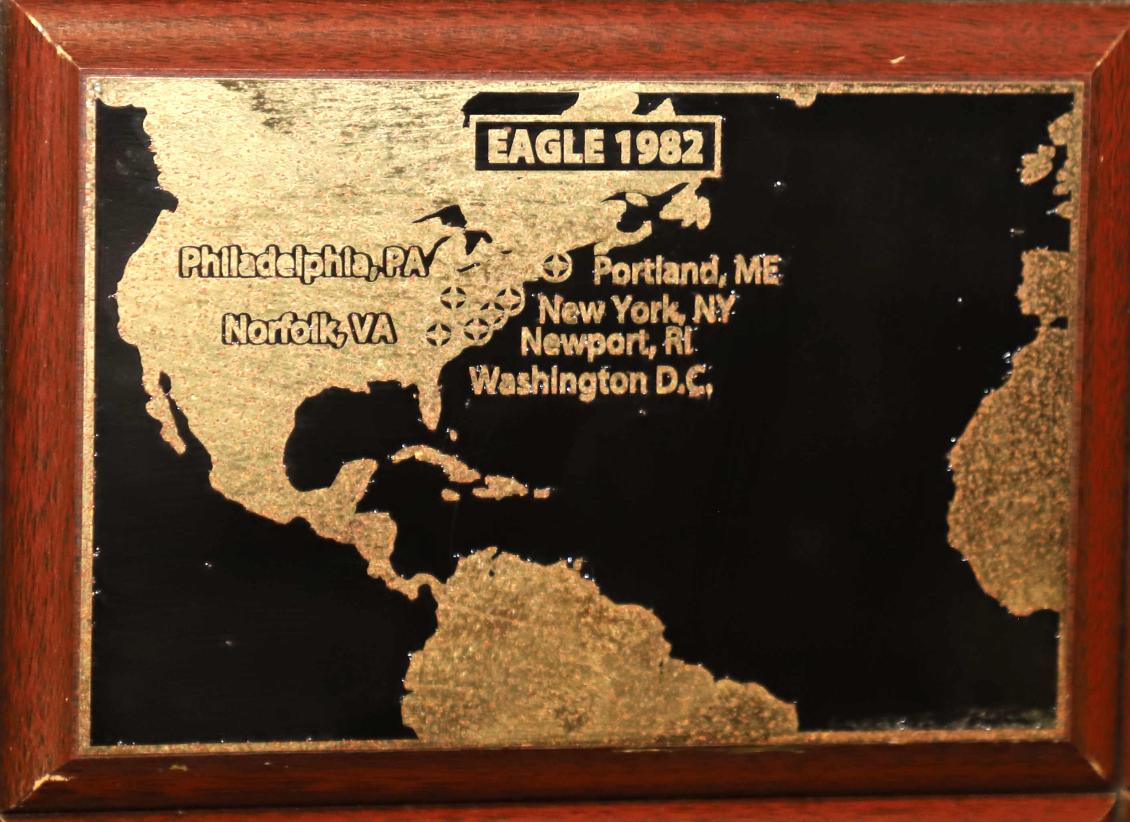 EAGLE 1982
Philadelphia, PA
Portland, ME
New York, NY
Norfolk, VA
Newport, RI
Washington D.C,